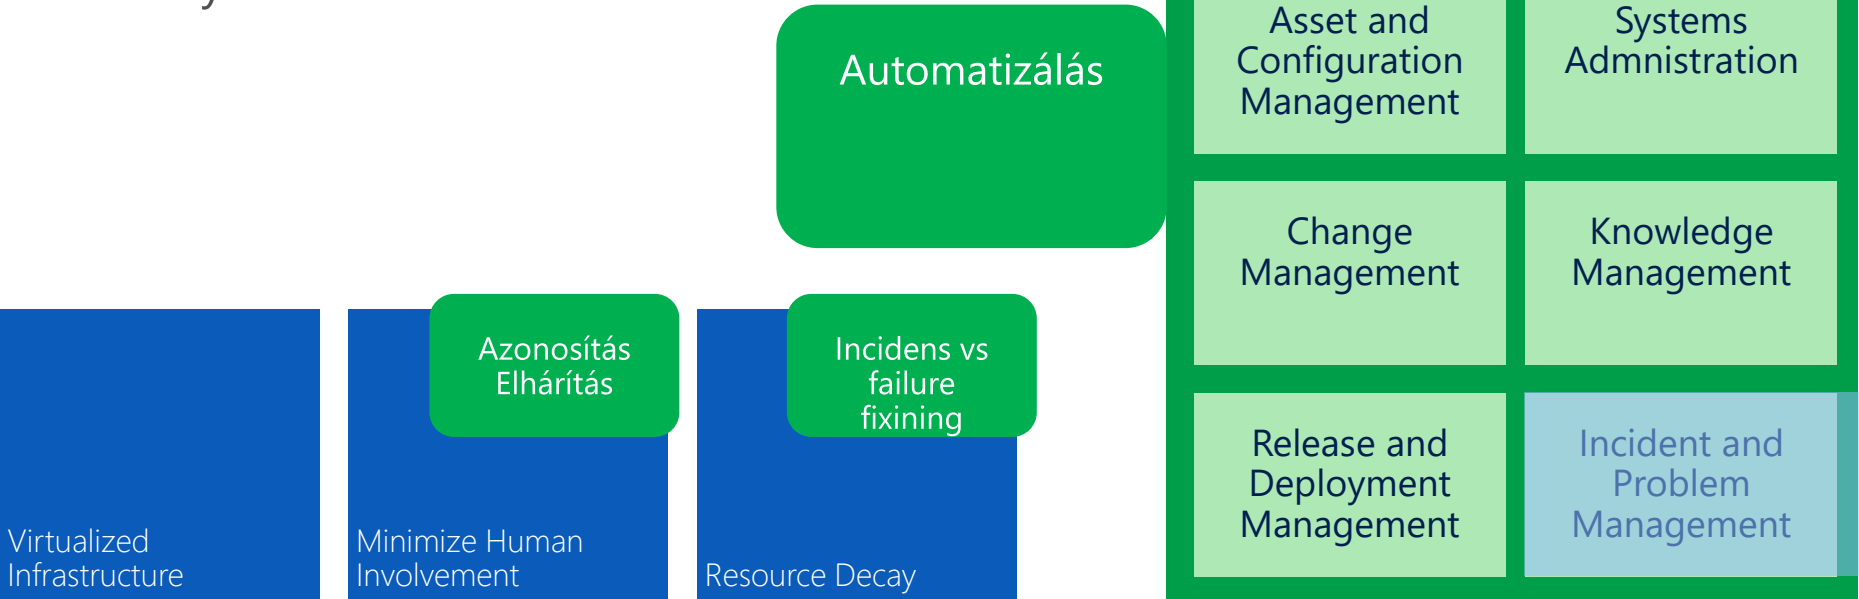 Automatizálás
Asset and
Configuration
Management
Systems
Admnistration
Change
Management
Knowledge
Management
Azonosítás
Elhárítás
Incidens vs
failure
fixining
Release and
Deployment
Management
Incident and
Problem
Management
Virtualized
Infrastructure
Minimize Human
Involvement
Resource Decay